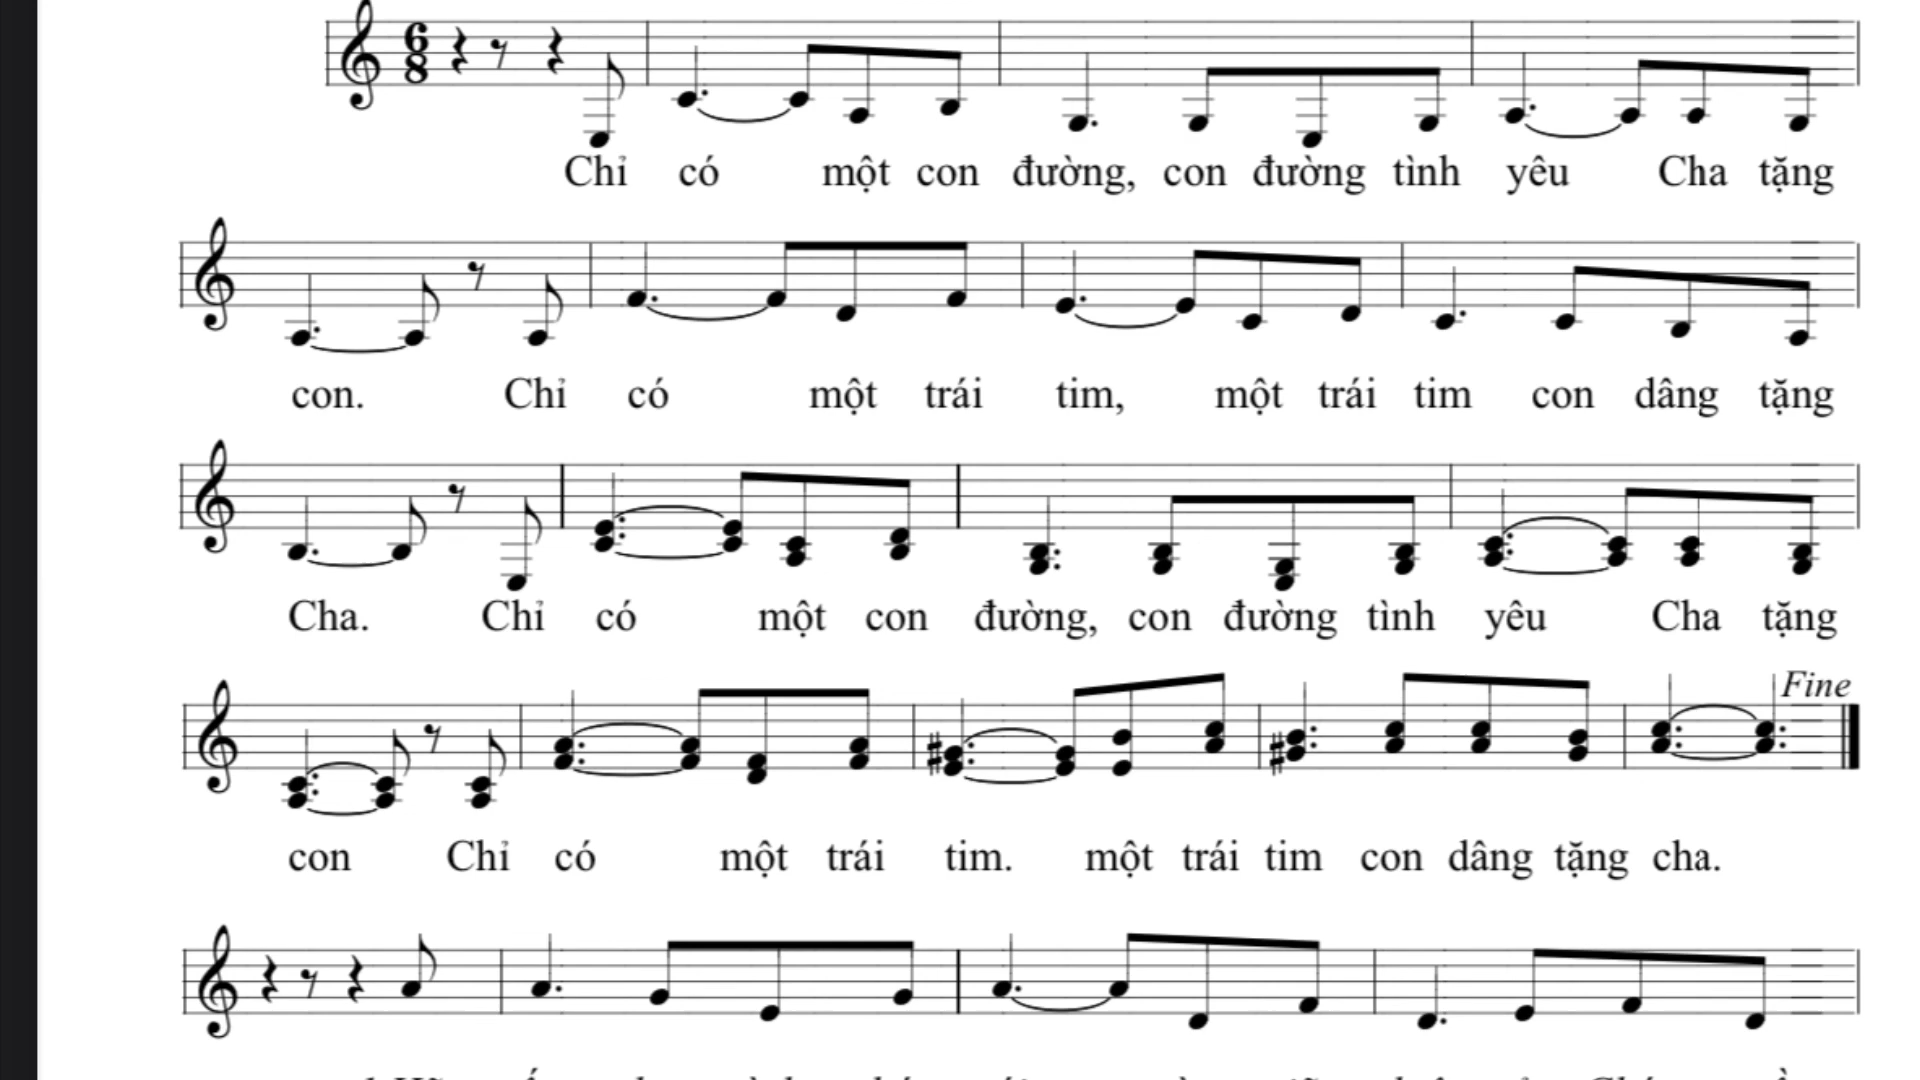 6
8
Chỉ có một con đường, con đường tình yêu Cha tặng
con. Chỉ có một trái tim, một trái tim con dâng tặng
Cha. Chỉ có một con đường, con đường tình yêu Cha tặng
Fine
con Chỉ có một trái tim. một trái tim con dâng tặng cha.